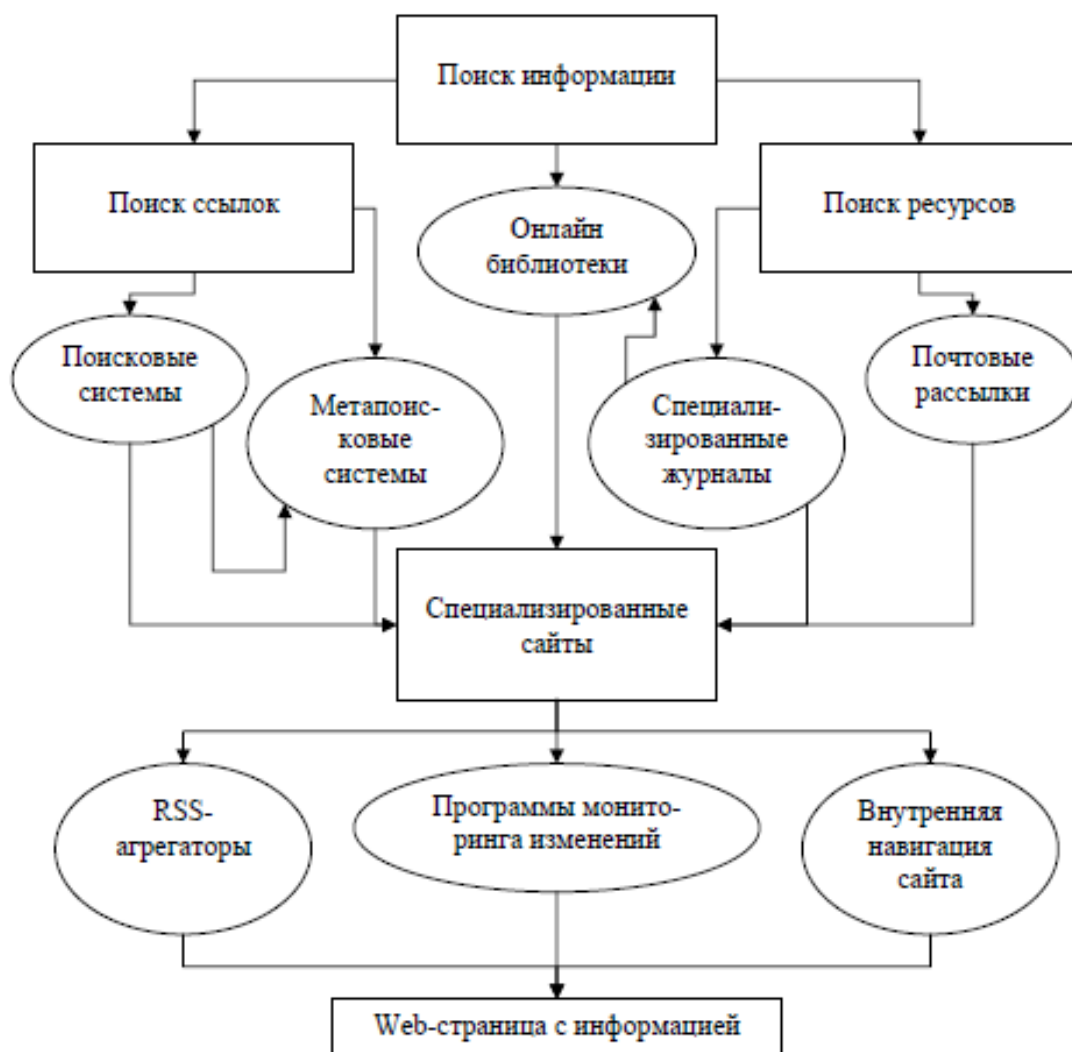 Поиск информации
Поиск ссылок
Онлайн
библиотеки
Поиск ресурсов
Поисковые
системы
Метапоис-
ковые
системы
Специали-
зированные
журналы
Почтовые
рассылки
Специализированные
сайты
RSS-
агрегаторы
Программы монито-
ринга изменений
Внутренняя
навигация
сайта
Web-страница с информацией